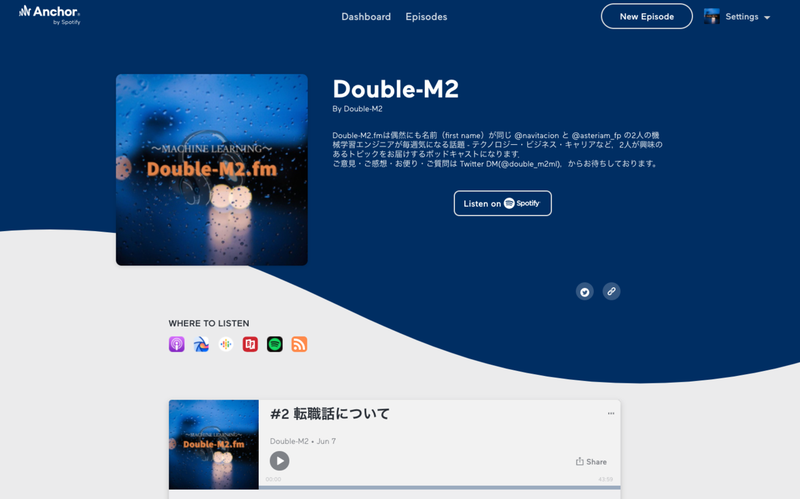 Anchor
by Spotify
Dashboard
Episodes
New Episode
Settings
~MACHINE LEARNING~
Double-M2.fm
Double-M2
By Double-M2
Double-M2.fmは偶然にも名前（first name）が同じ @navitacion と @asteriam_fp の2人の機
械学習エンジニアが毎週気になる話題 - テクノロジー・ビジネス・キャリアなど，2人が興味の
あるトピックをお届けするポッドキャストになります．
ご意見・ご感想・お便り・ご質問は Twitter DM(@double_m2ml)，からお待ちしております。
Listen on Spotify
WHERE TO LISTEN
~MACHINE LEARNING~
Double-M2.fm
#2 転職話について
...
Double-M2 • Jun 7
Share
00:00
43:59